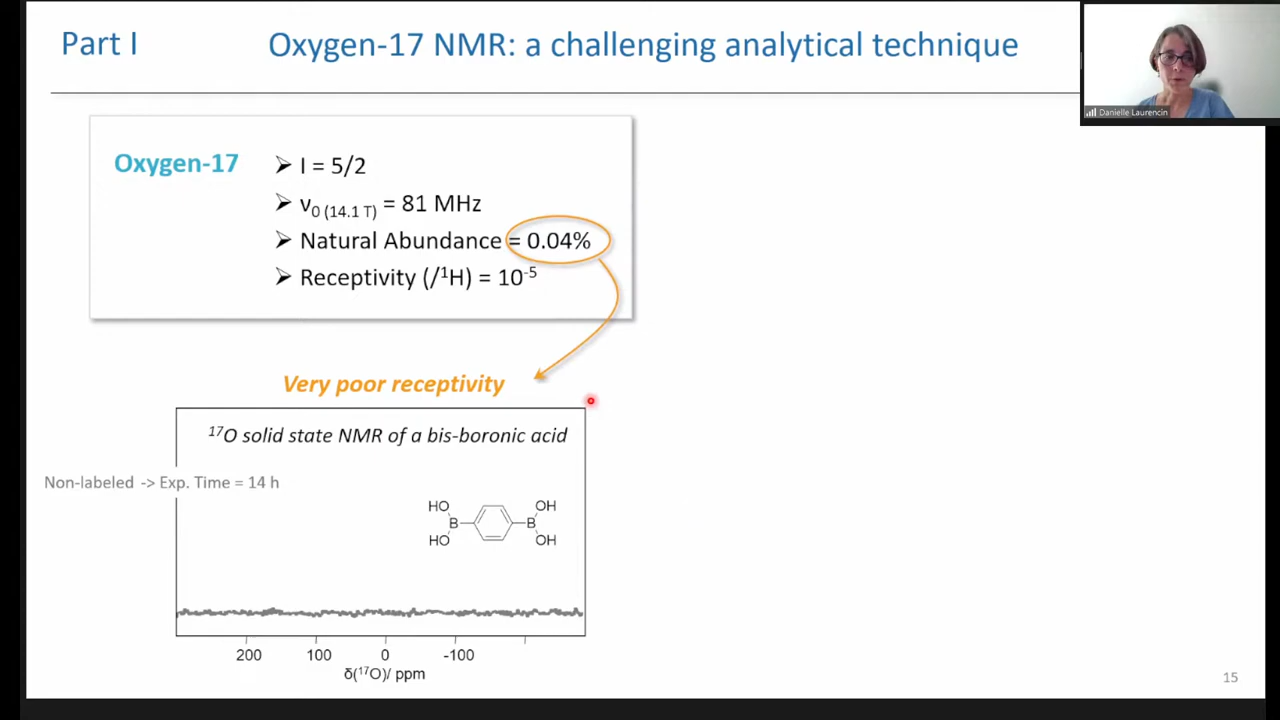 Part I
Oxygen-17 NMR: a challenging analytical technique
Danielle Laurencin
Oxygen-17
➢ I = 5/2
➢ ν0 (14.1 T) = 81 MHz
➢ Natural Abundance = 0.04%
➢ Receptivity (/¹H) = 10⁻⁵
Very poor receptivity
¹⁷O solid state NMR of a bis-boronic acid
Non-labeled -> Exp. Time = 14 h
HO OH
B B
HO OH
200 100 0 -100
δ(¹⁷O)/ ppm
15